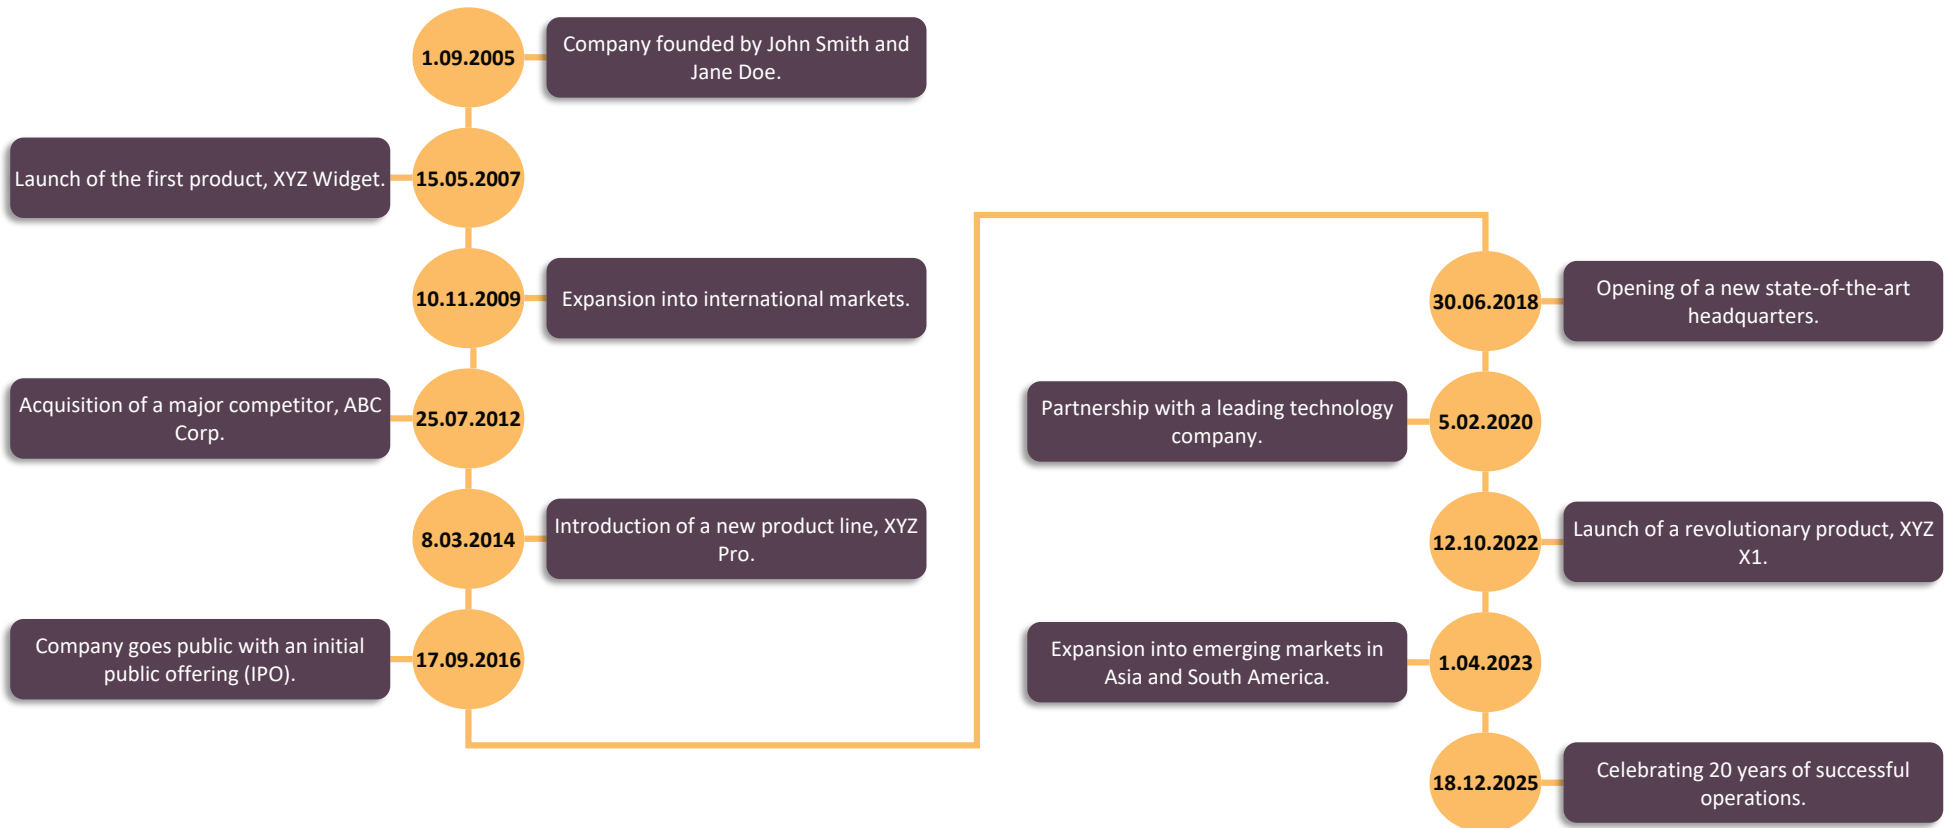 1.09.2005
Company founded by John Smith and
Jane Doe.
Launch of the first product, XYZ Widget.
15.05.2007
10.11.2009
Expansion into international markets.
Acquisition of a major competitor, ABC
Corp.
25.07.2012
8.03.2014
Introduction of a new product line, XYZ
Pro.
Company goes public with an initial
public offering (IPO).
17.09.2016
30.06.2018
Opening of a new state-of-the-art
headquarters.
Partnership with a leading technology
company.
5.02.2020
12.10.2022
Launch of a revolutionary product, XYZ
X1.
Expansion into emerging markets in
Asia and South America.
1.04.2023
18.12.2025
Celebrating 20 years of successful
operations.